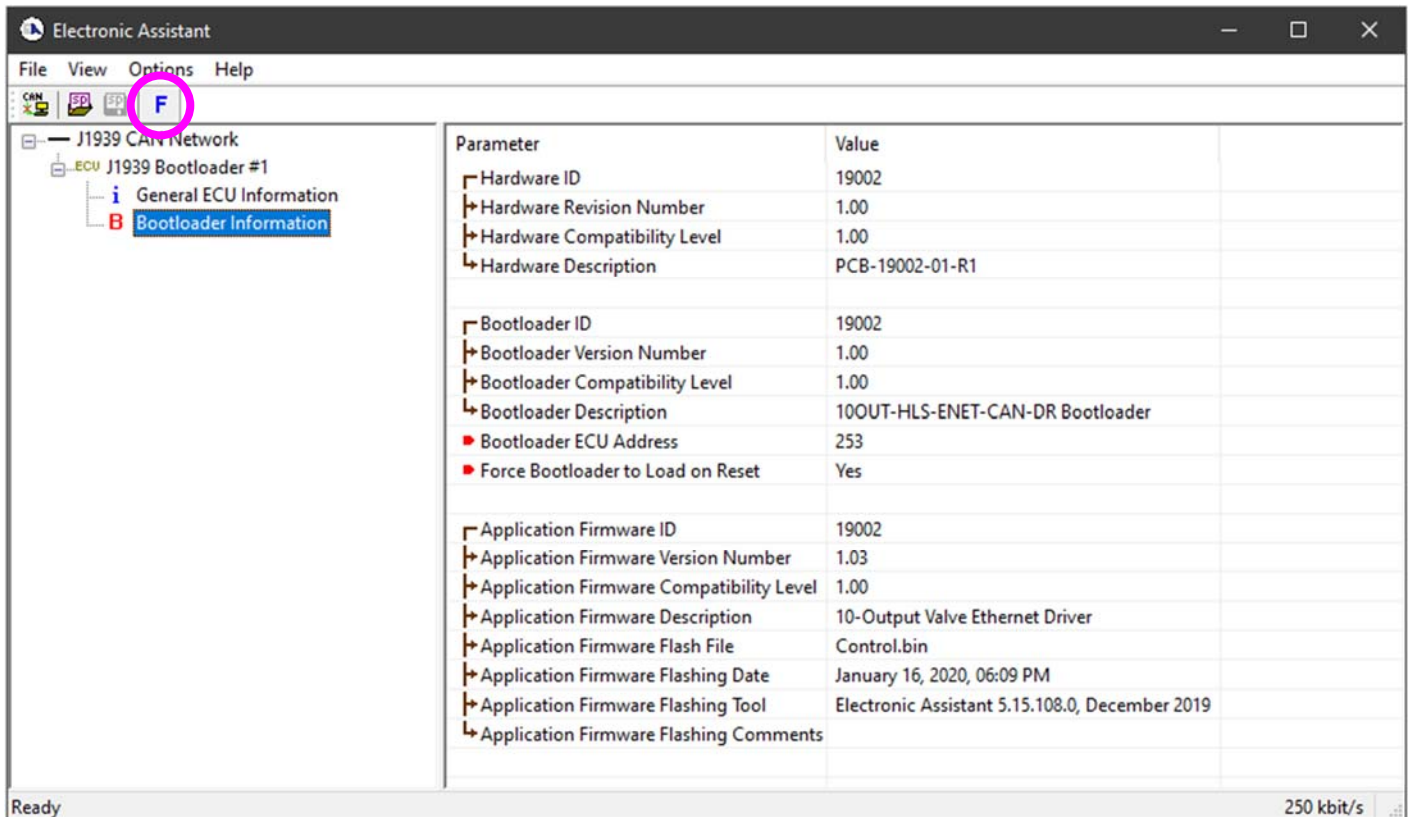 Electronic Assistant
File View Options Help
CAN SP SP F
J1939 CAN Network
ECU J1939 Bootloader #1
i General ECU Information
B Bootloader Information
Parameter Value
Hardware ID 19002
Hardware Revision Number 1.00
Hardware Compatibility Level 1.00
Hardware Description PCB-19002-01-R1
Bootloader ID 19002
Bootloader Version Number 1.00
Bootloader Compatibility Level 1.00
Bootloader Description 10OUT-HLS-ENET-CAN-DR Bootloader
Bootloader ECU Address 253
Force Bootloader to Load on Reset Yes
Application Firmware ID 19002
Application Firmware Version Number 1.03
Application Firmware Compatibility Level 1.00
Application Firmware Description 10-Output Valve Ethernet Driver
Application Firmware Flash File Control.bin
Application Firmware Flashing Date January 16, 2020, 06:09 PM
Application Firmware Flashing Tool Electronic Assistant 5.15.108.0, December 2019
Application Firmware Flashing Comments
Ready 250 kbit/s